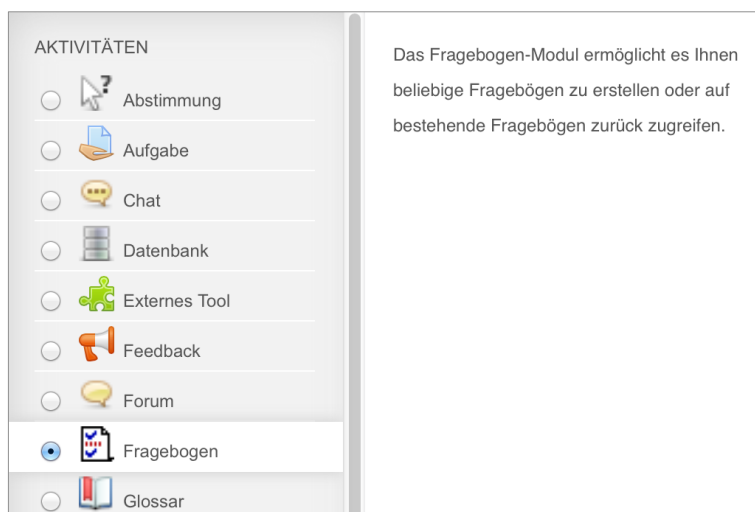 AKTIVITÄTEN
Abstimmung
Aufgabe
Chat
Datenbank
Externes Tool
Feedback
Forum
Fragebogen
Glossar
Das Fragebogen-Modul ermöglicht es Ihnen
beliebige Fragebögen zu erstellen oder auf
bestehende Fragebögen zurück zugreifen.